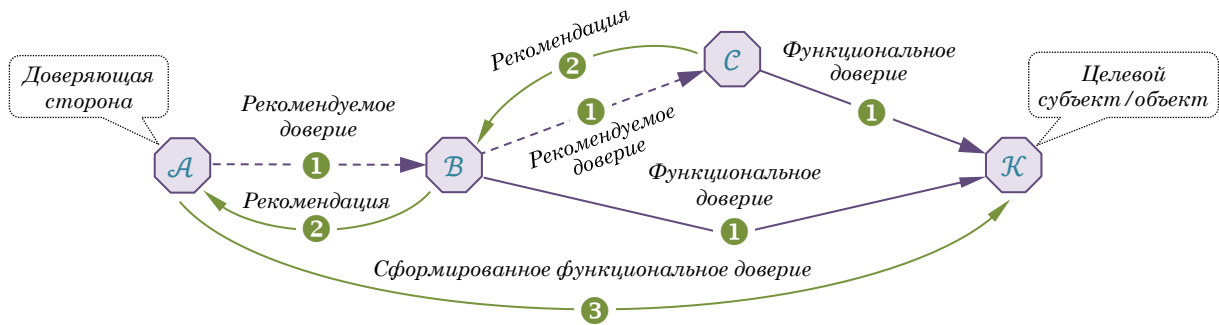 Рекомендация
2
C
Функциональное
доверие
1
Доверяющая
сторона
Целевой
субъект/объект
Рекомендуемое
доверие
1
1
Рекомендуемое
доверие
A
B
K
Функциональное
доверие
1
Рекомендация
2
Сформированное функциональное доверие
3